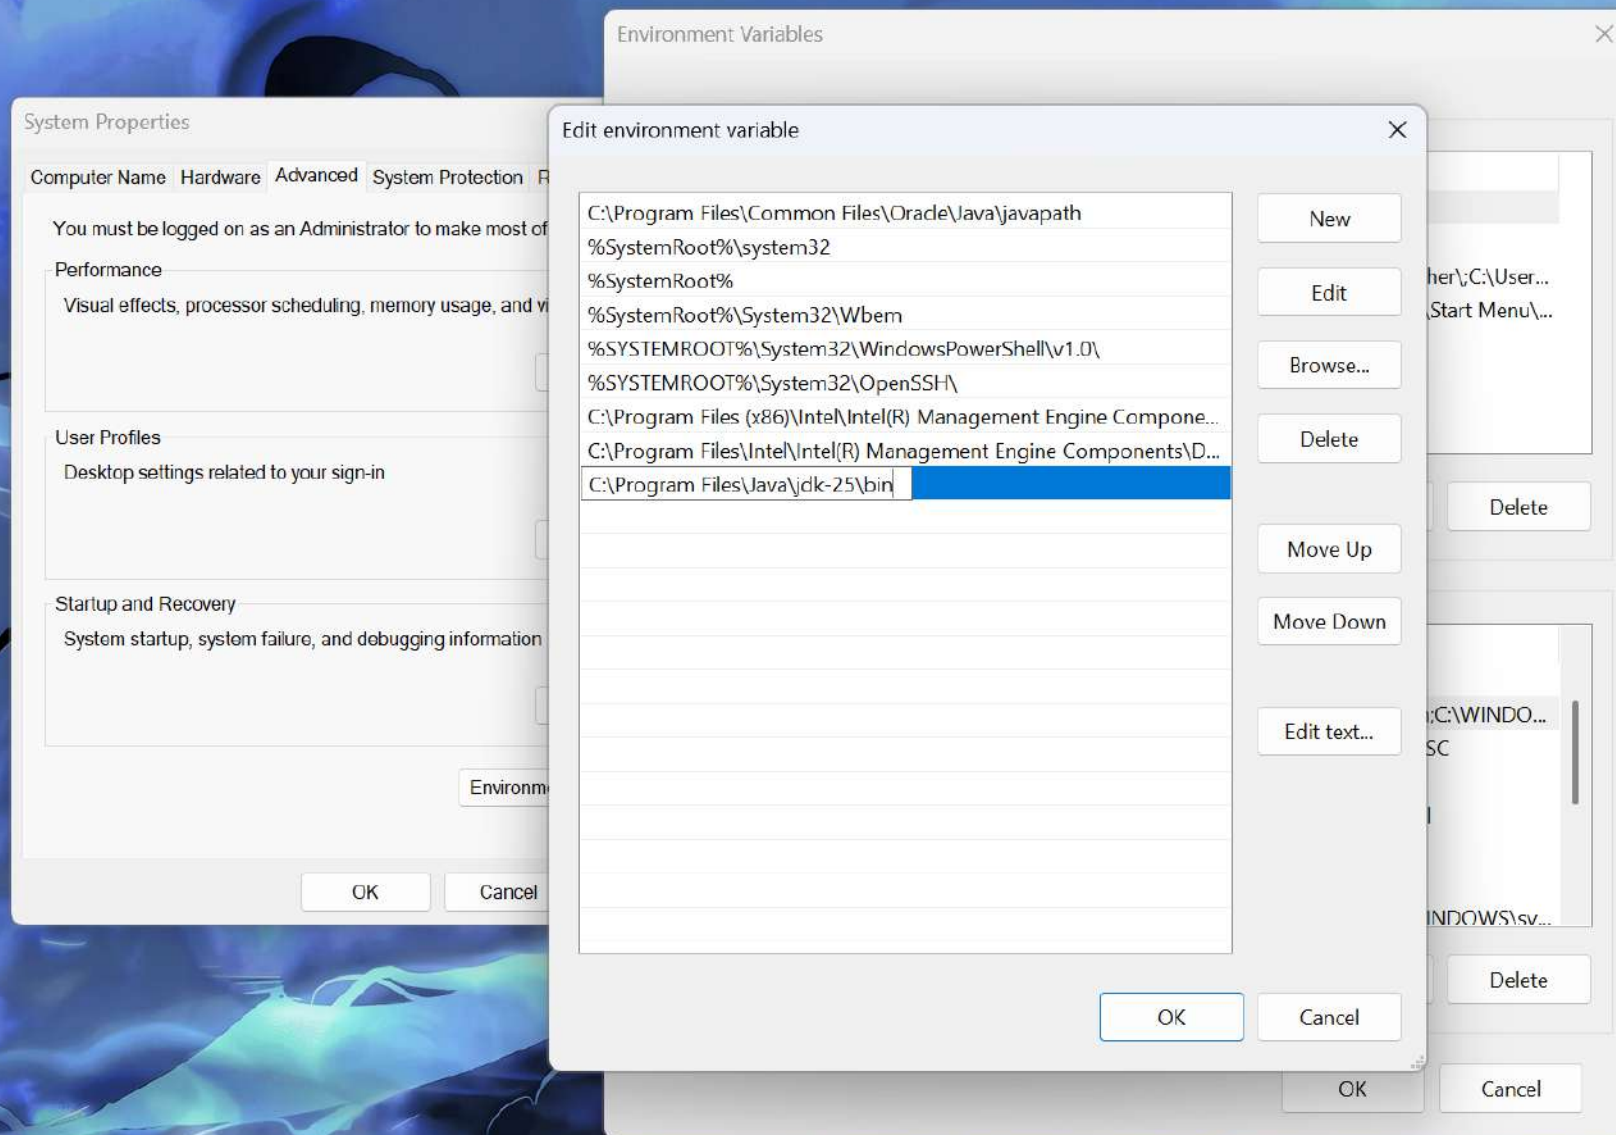 Environment Variables
System Properties
Computer Name Hardware Advanced System Protection
You must be logged on as an Administrator to make most of
Performance
Visual effects, processor scheduling, memory usage, and
User Profiles
Desktop settings related to your sign-in
Startup and Recovery
System startup, system failure, and debugging information
OK
Cancel
Edit environment variable
C:\Program Files\Common Files\Oracle\Java\javapath
%SystemRoot%\system32
%SystemRoot%
%SystemRoot%\System32\Wbem
%SYSTEMROOT%\System32\WindowsPowerShell\v1.0\
%SYSTEMROOT%\System32\OpenSSH\
C:\Program Files (x86)\Intel\Intel(R) Management Engine Compone...
C:\Program Files\Intel\Intel(R) Management Engine Components\D...
C:\Program Files\Java\jdk-25\bin
New
Edit
Browse...
Delete
Move Up
Move Down
Edit text...
OK
Cancel
her\;C:\User...
\Start Menu\...
Delete
;C:\WINDO...
SC
INDOWS\sy...
Delete
OK
Cancel